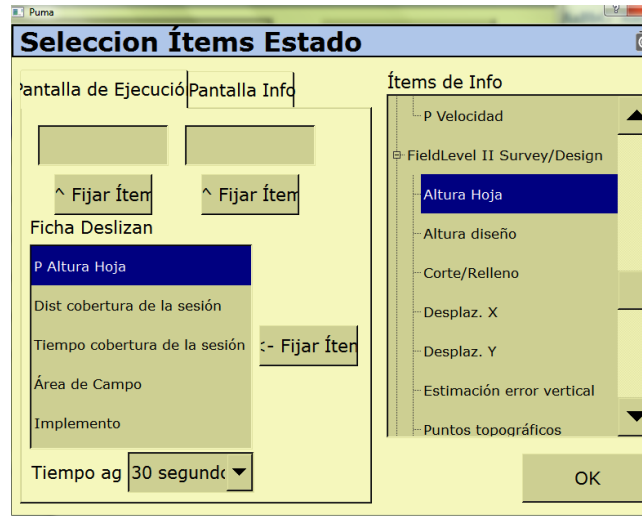 Puma
Seleccion Ítems Estado
Pantalla de Ejecució
Pantalla Info
^ Fijar Ítem
^ Fijar Ítem
Ficha Deslizan
P Altura Hoja
Dist cobertura de la sesión
Tiempo cobertura de la sesión
Área de Campo
Implemento
<- Fijar Ítem
Tiempo ag
30 segundo
Ítems de Info
P Velocidad
FieldLevel II Survey/Design
Altura Hoja
Altura diseño
Corte/Relleno
Desplaz. X
Desplaz. Y
Estimación error vertical
Puntos topográficos
OK